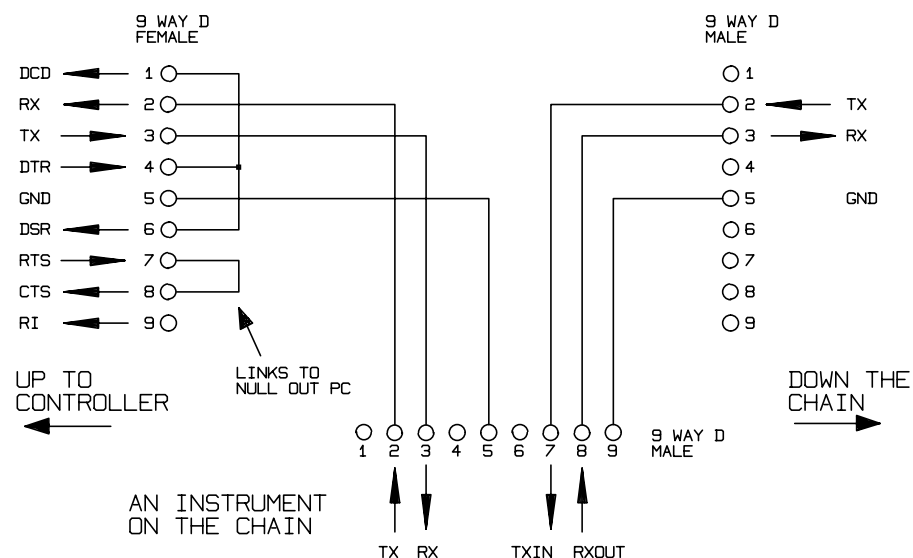 9 WAY D
FEMALE
DCD 1
RX 2
TX 3
DTR 4
GND 5
DSR 6
RTS 7
CTS 8
RI 9
9 WAY D
MALE
1
2 TX
3 RX
4
5 GND
6
7
8
9
LINKS TO
NULL OUT PC
UP TO
CONTROLLER
DOWN THE
CHAIN
1 2 3 4 5 6 7 8 9
9 WAY D
MALE
AN INSTRUMENT
ON THE CHAIN
TX RX TXIN RXOUT